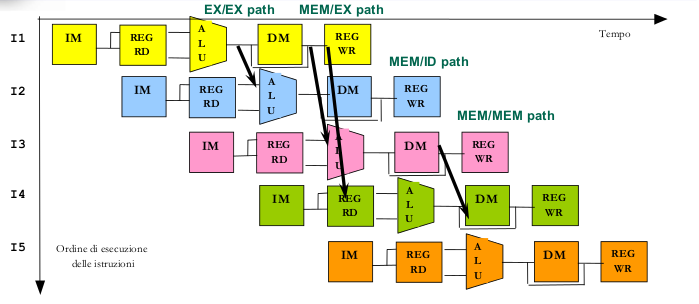 EX/EX path MEM/EX path
Tempo
I1 IM REG RD A L U DM REG WR
MEM/ID path
I2 IM REG RD A L U DM REG WR
MEM/MEM path
I3 IM REG RD A L U DM REG WR
I4 IM REG RD A L U DM REG WR
I5 IM REG RD A L U DM REG WR
Ordine di esecuzione
delle istruzioni